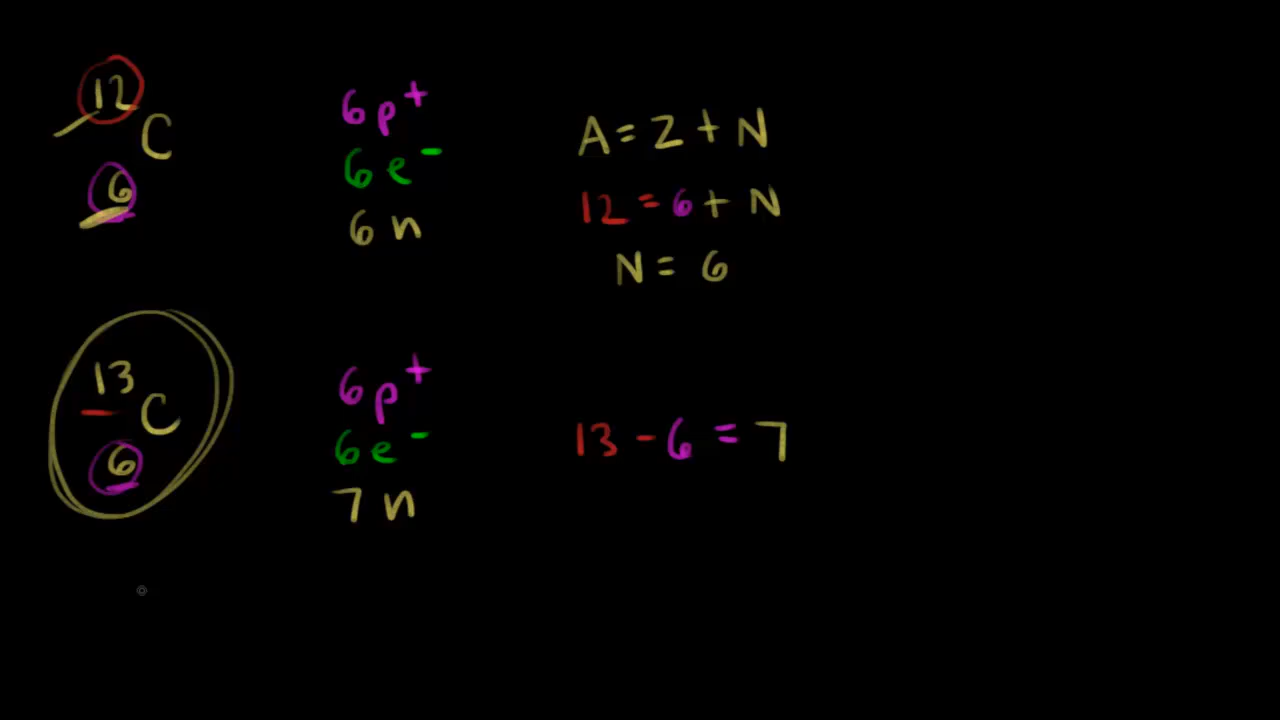 12
C
6
6p+
6e-
6n
A=Z+N
12=6+N
N=6
13
C
6
6p+
6e-
7n
13-6=7